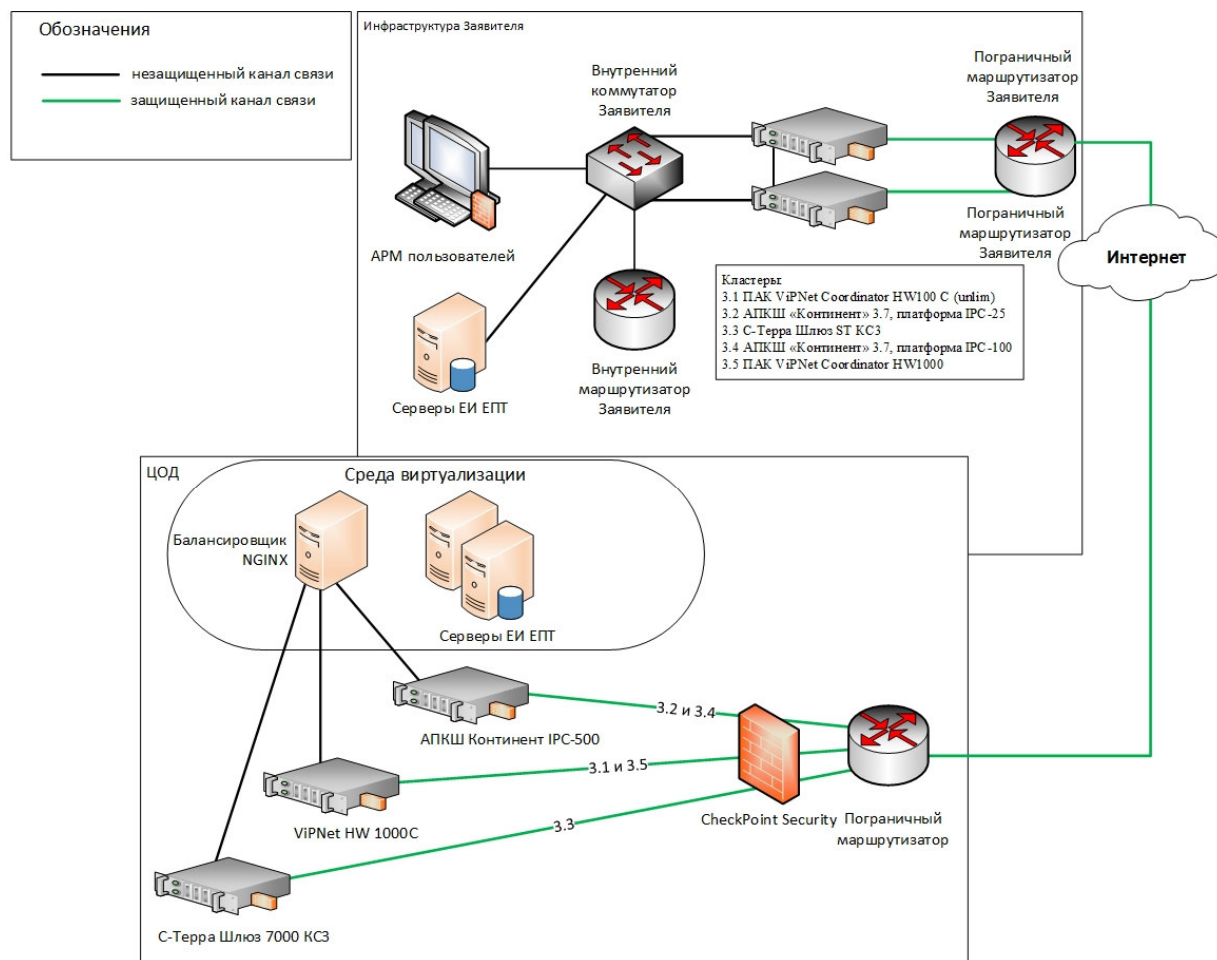 Обозначения
незащищенный канал связи
защищенный канал связи
Инфраструктура Заявителя
Внутренний
коммутатор
Заявителя
Пограничный
маршрутизатор
Заявителя
АРМ пользователей
Пограничный
маршрутизатор
Заявителя
Интернет
Кластеры:
3.1 ПАК ViPNet Coordinator HW100 C (unlim)
3.2 АПКШ «Континент» 3.7, платформа IPC-25
3.3 С-Терра Шлюз ST КС3
3.4 АПКШ «Континент» 3.7, платформа IPC-100
3.5 ПАК ViPNet Coordinator HW1000
Внутренний
маршрутизатор
Заявителя
Серверы ЕИ ЕПТ
ЦОД
Среда виртуализации
Балансировщик
NGINX
Серверы ЕИ ЕПТ
3.2 и 3.4
АПКШ Континент IPC-500
3.1 и 3.5
ViPNet HW 1000C
3.3
CheckPoint Security
Пограничный
маршрутизатор
С-Терра Шлюз 7000 КС3